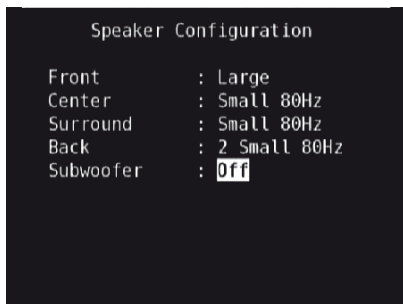 Speaker Configuration
Front : Large
Center : Small 80Hz
Surround : Small 80Hz
Back : 2 Small 80Hz
Subwoofer : Off